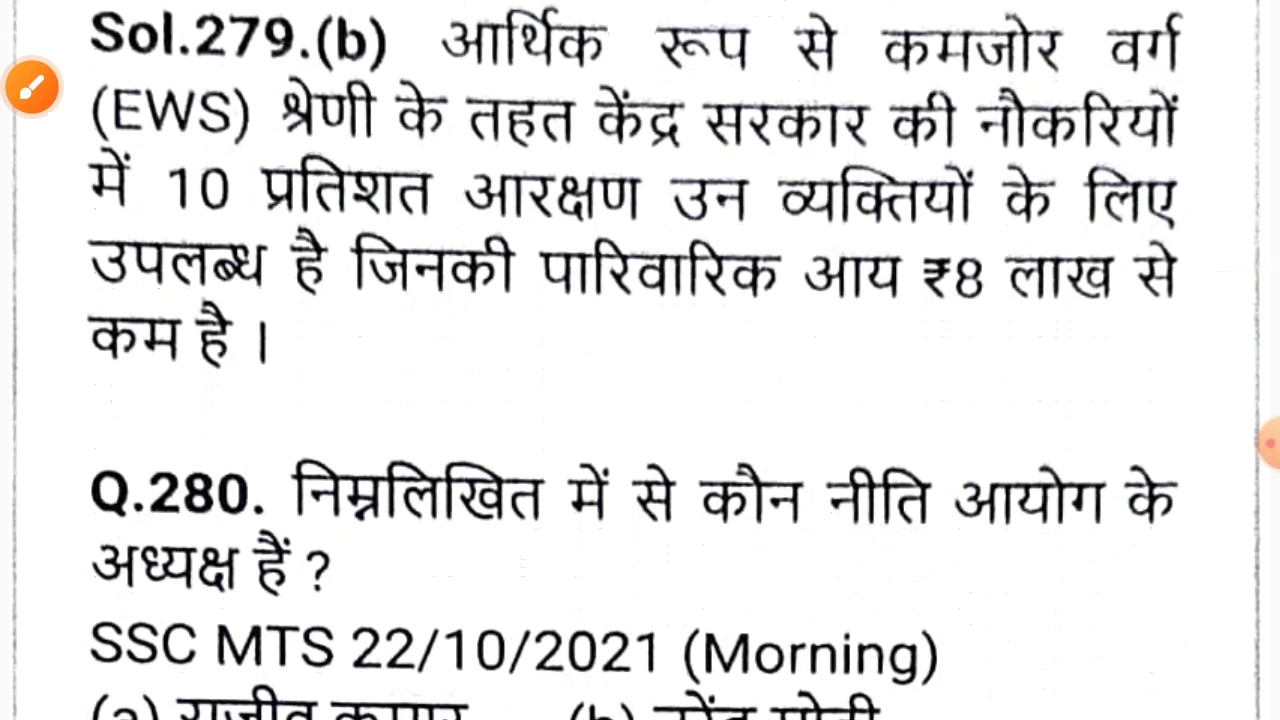 Sol.279.(b) आर्थिक रूप से कमजोर वर्ग
(EWS) श्रेणी के तहत केंद्र सरकार की नौकरियों
में 10 प्रतिशत आरक्षण उन व्यक्तियों के लिए
उपलब्ध है जिनकी पारिवारिक आय ₹8 लाख से
कम है ।
Q.280. निम्नलिखित में से कौन नीति आयोग के
अध्यक्ष हैं ?
SSC MTS 22/10/2021 (Morning)
(a) राजीव कुमार (b) नरेंद्र मोदी